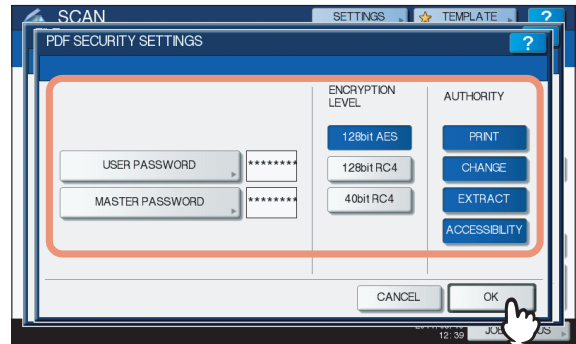 SCAN
SETTINGS
TEMPLATE
?
PDF SECURITY SETTINGS
?
ENCRYPTION
LEVEL
AUTHORITY
128bit AES
PRINT
USER PASSWORD
********
128bit RC4
CHANGE
MASTER PASSWORD
********
40bit RC4
EXTRACT
ACCESSIBILITY
CANCEL
OK
12:39